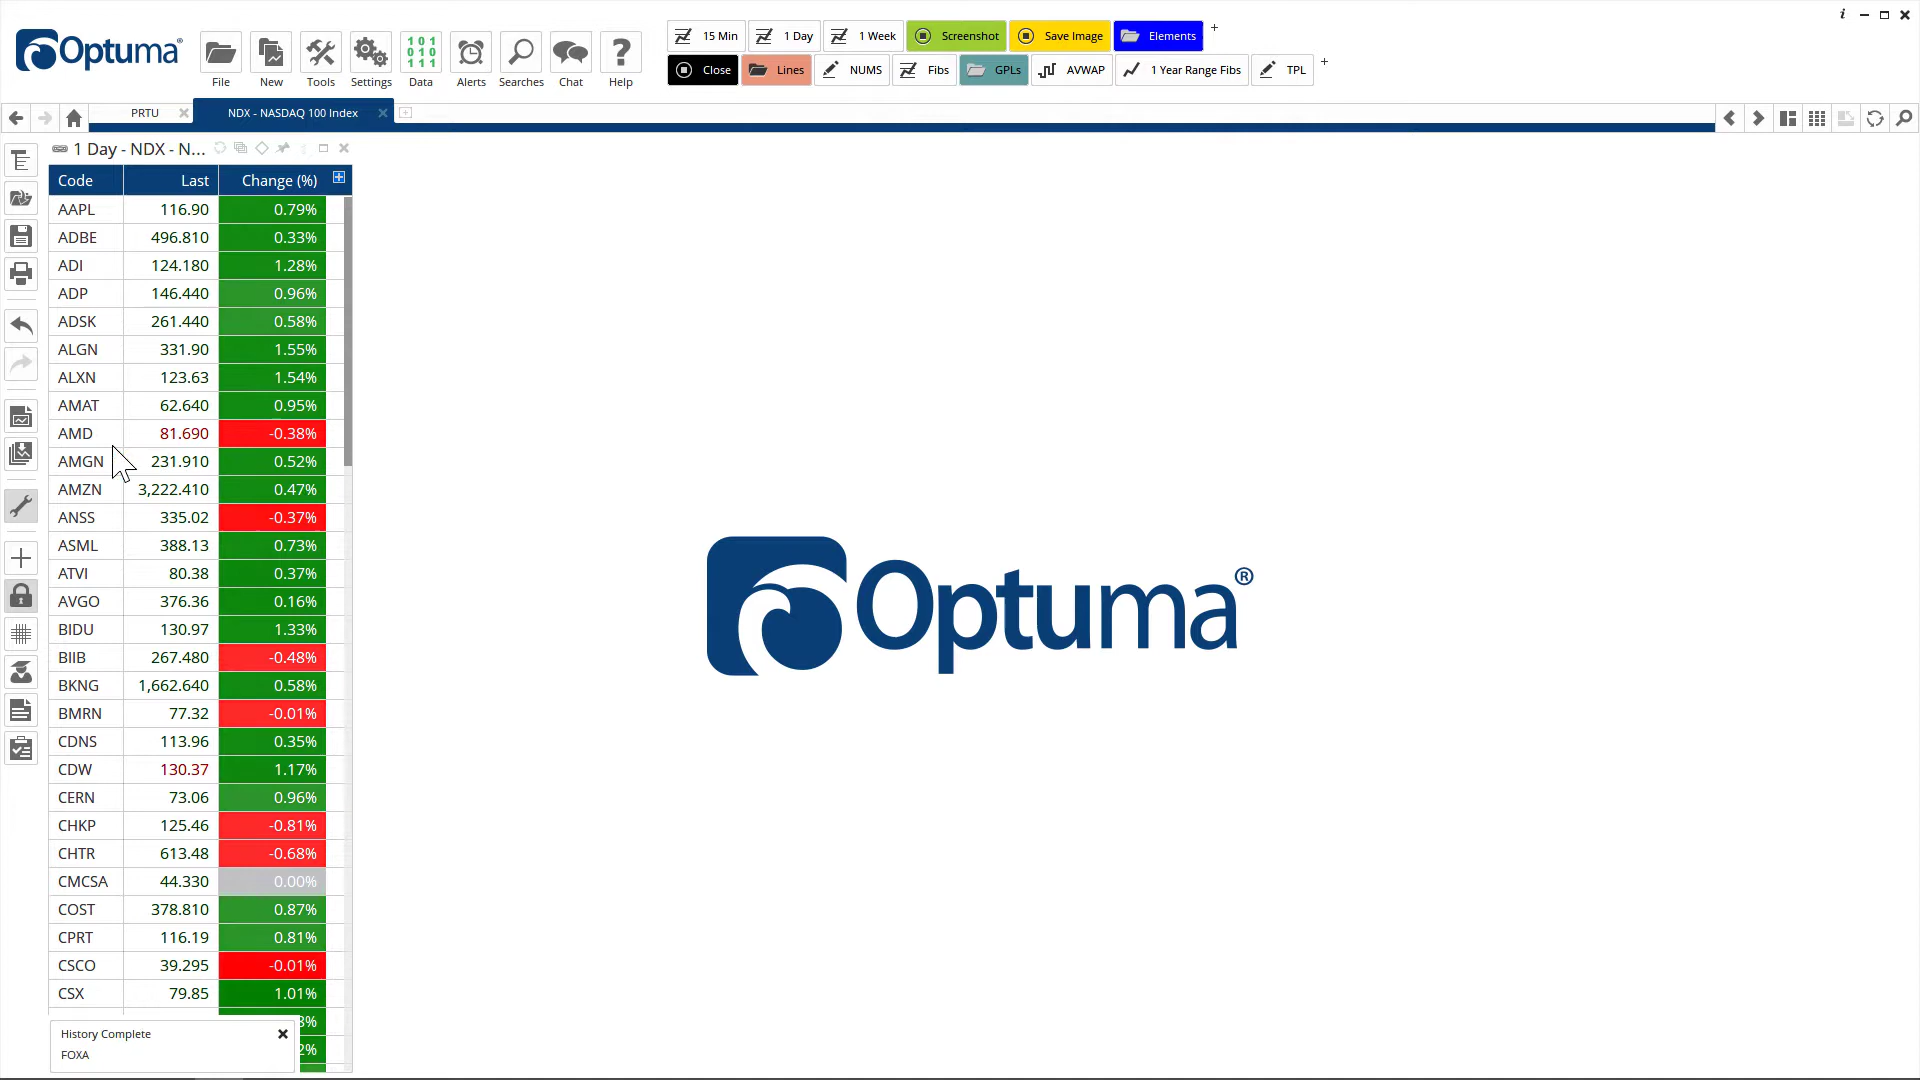 Optuma
File
New
Tools
Settings
Data
Alerts
Searches
Chat
Help
15 Min
1 Day
1 Week
Screenshot
Save Image
Elements
Close
Lines
NUMS
Fibs
GPLs
AVWAP
1 Year Range Fibs
TPL
PRTU
NDX - NASDAQ 100 Index
1 Day - NDX - N...
Code Last Change (%)
AAPL 116.90 0.79%
ADBE 496.810 0.33%
ADI 124.180 1.28%
ADP 146.440 0.96%
ADSK 261.440 0.58%
ALGN 331.90 1.55%
ALXN 123.63 1.54%
AMAT 62.640 0.95%
AMD 81.690 -0.38%
AMGN 231.910 0.52%
AMZN 3,222.410 0.47%
ANSS 335.02 -0.37%
ASML 388.13 0.73%
ATVI 80.38 0.37%
AVGO 376.36 0.16%
BIDU 130.97 1.33%
BIIB 267.480 -0.48%
BKNG 1,662.640 0.58%
BMRN 77.32 -0.01%
CDNS 113.96 0.35%
CDW 130.37 1.17%
CERN 73.06 0.96%
CHKP 125.46 -0.81%
CHTR 613.48 -0.68%
CMCSA 44.330 0.00%
COST 378.810 0.87%
CPRT 116.19 0.81%
CSCO 39.295 -0.01%
CSX 79.85 1.01%
History Complete
FOXA
Optuma®